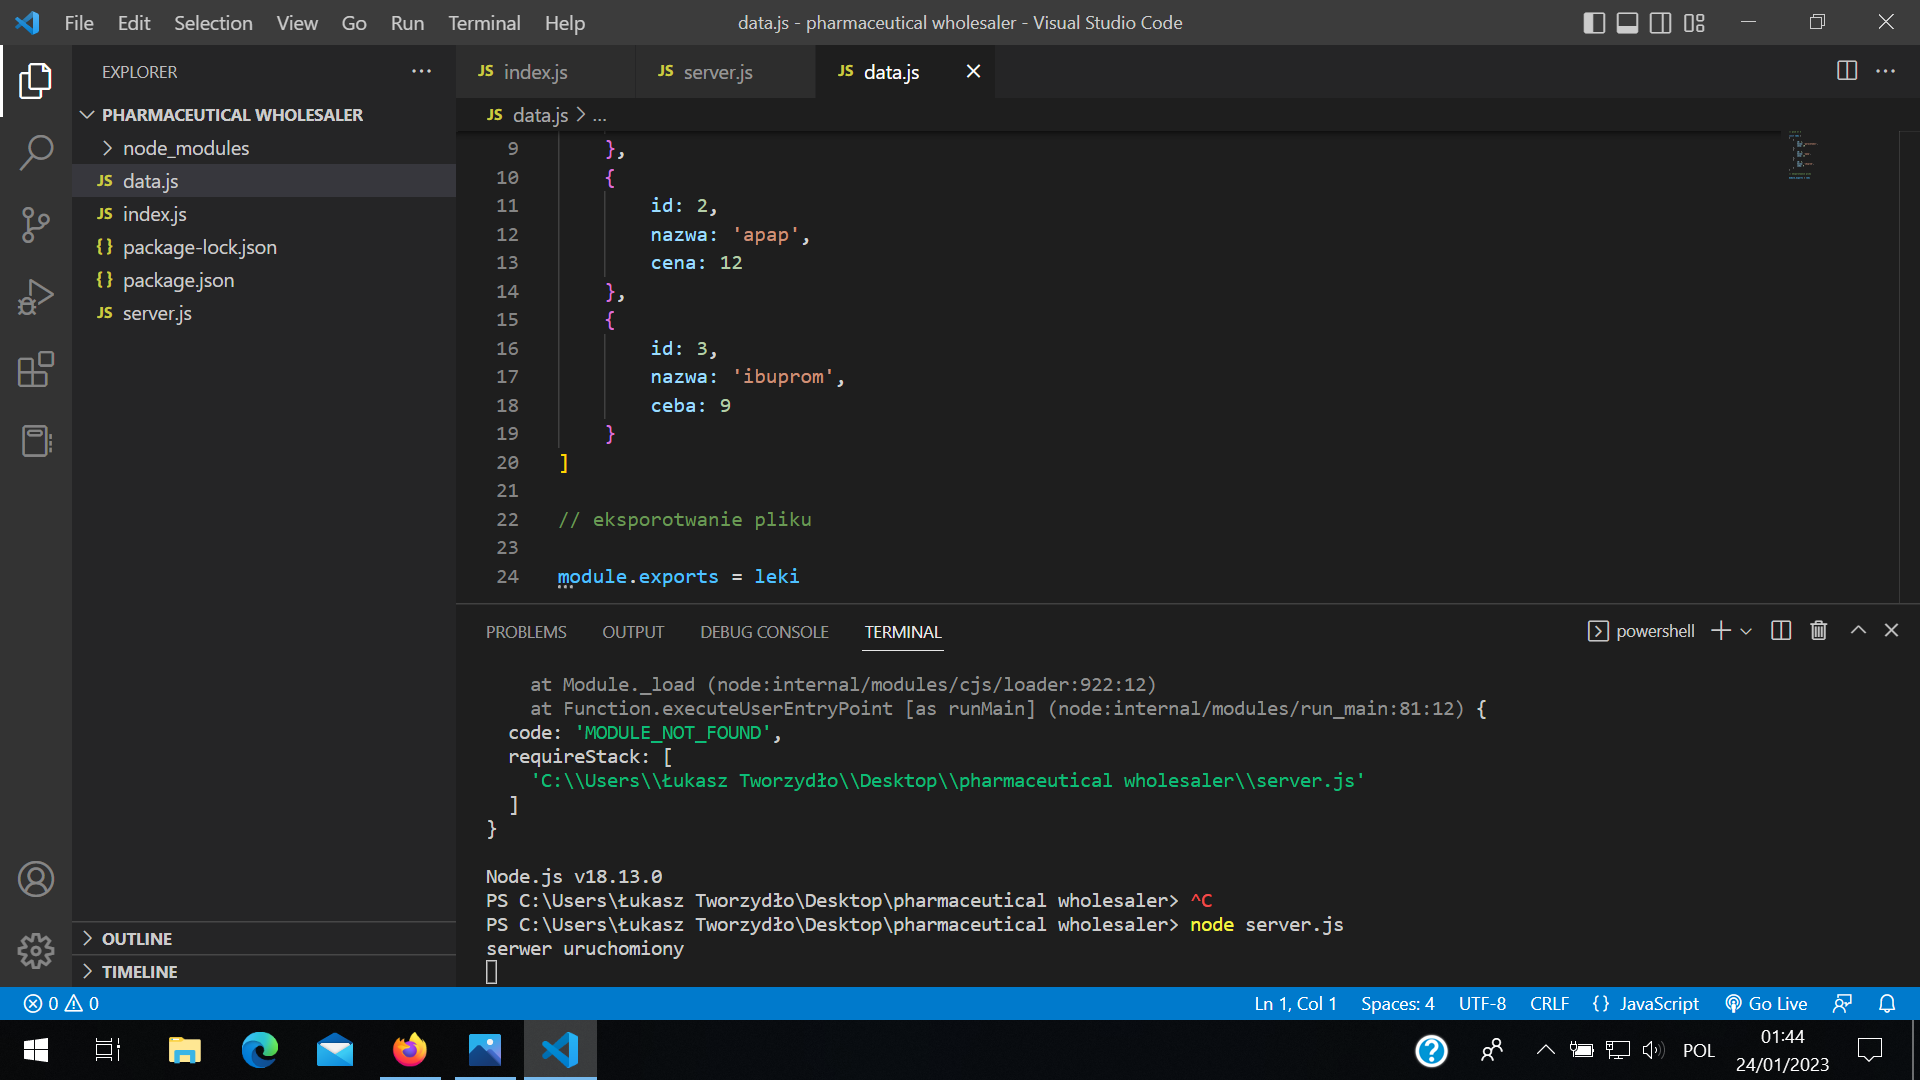 File Edit Selection View Go Run Terminal Help
data.js - pharmaceutical wholesaler - Visual Studio Code
EXPLORER
PHARMACEUTICAL WHOLESALER
node_modules
JS data.js
JS index.js
{} package-lock.json
{} package.json
JS server.js
OUTLINE
TIMELINE
JS index.js JS server.js JS data.js
JS data.js > ...
9 },
10 {
11 id: 2,
12 nazwa: 'apap',
13 cena: 12
14 },
15 {
16 id: 3,
17 nazwa: 'ibuprom',
18 ceba: 9
19 }
20 ]
21
22 // eksporotwanie pliku
23
24 module.exports = leki
PROBLEMS OUTPUT DEBUG CONSOLE TERMINAL
powershell
at Module._load (node:internal/modules/cjs/loader:922:12)
at Function.executeUserEntryPoint [as runMain] (node:internal/modules/run_main:81:12) {
code: 'MODULE_NOT_FOUND',
requireStack: [
'C:\\Users\\Łukasz Tworzydło\\Desktop\\pharmaceutical wholesaler\\server.js'
]
}
Node.js v18.13.0
PS C:\Users\Łukasz Tworzydło\Desktop\pharmaceutical wholesaler> ^C
PS C:\Users\Łukasz Tworzydło\Desktop\pharmaceutical wholesaler> node server.js
serwer uruchomiony
0 0
Ln 1, Col 1 Spaces: 4 UTF-8 CRLF {} JavaScript Go Live
POL
01:44
24/01/2023